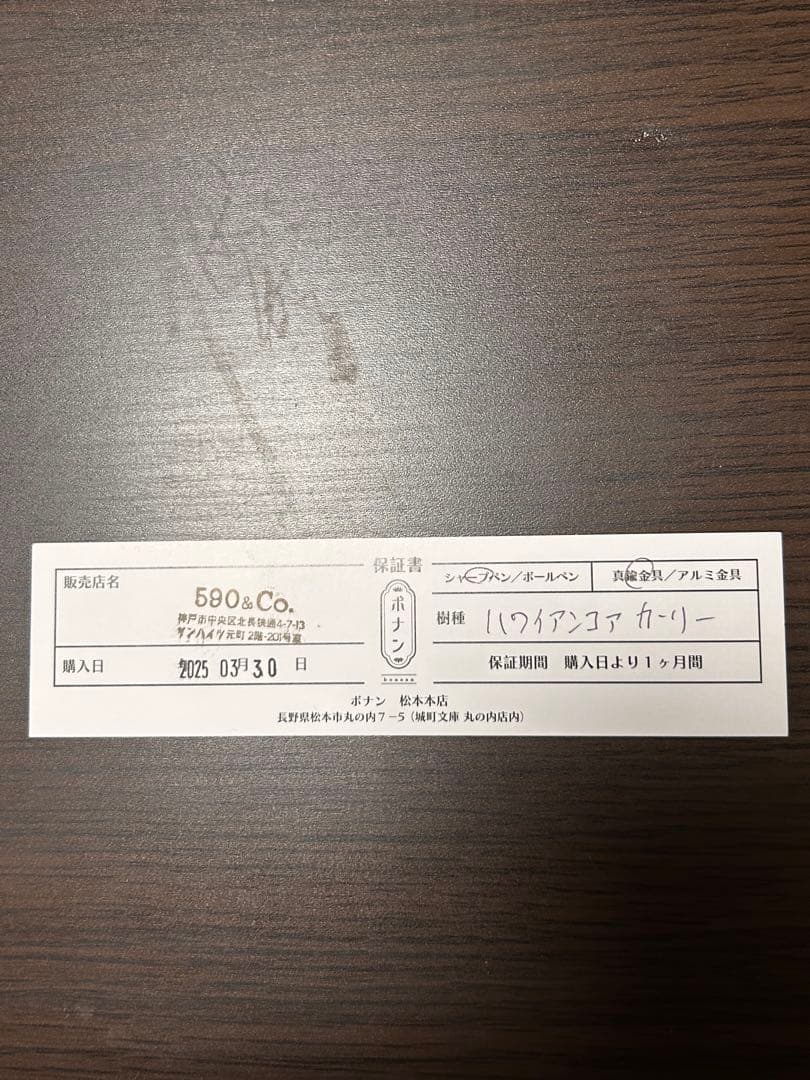 保証書
販売店名
590&Co.
神戸市中央区北長狭通4-7-13
サンハイツ元町2階-201号室
購入日 2025 03月30日
ボナン
bonnan
シャープペン/ボールペン
真鍮金具/アルミ金具
樹種 ハワイアンコア カーリー
保証期間 購入日より1ヶ月間
ボナン 松本本店
長野県松本市丸の内7-5(城町文庫 丸の内店内)